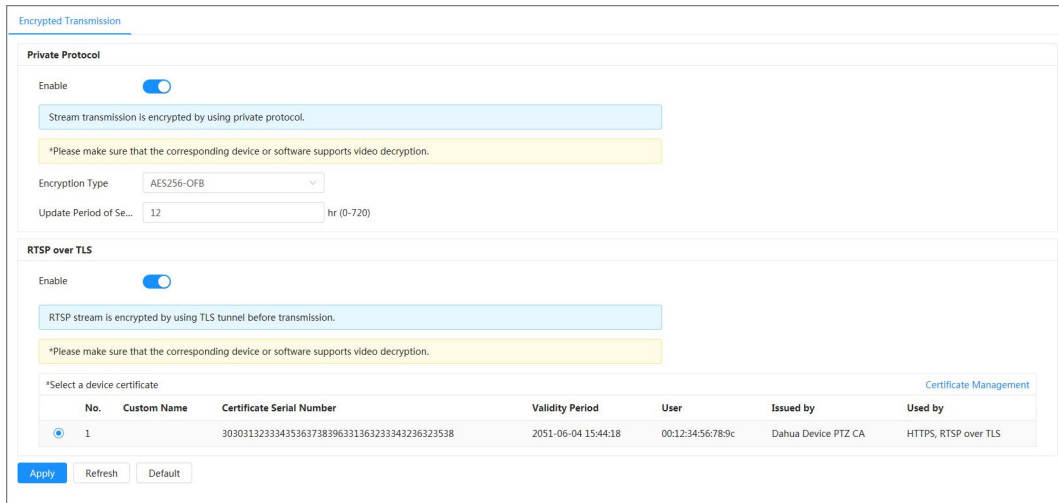 Encrypted Transmission
Private Protocol
Enable
Stream transmission is encrypted by using private protocol.
*Please make sure that the corresponding device or software supports video decryption.
Encryption Type AES256-OFB
Update Period of Se... 12 hr (0-720)
RTSP over TLS
Enable
RTSP stream is encrypted by using TLS tunnel before transmission.
*Please make sure that the corresponding device or software supports video decryption.
*Select a device certificate Certificate Management
No. Custom Name Certificate Serial Number Validity Period User Issued by Used by
1 303031323334353637383963313632333432363235​38 2051-06-04 15:44:18 00:12:34:56:78:9c Dahua Device PTZ CA HTTPS, RTSP over TLS
Apply Refresh Default